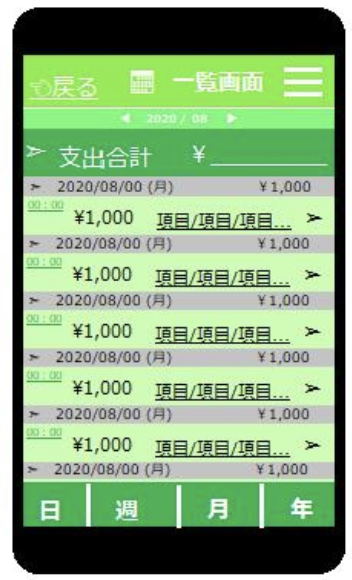 戻る 一覧画面
◀ 2020 / 08 ▶
➢ 支出合計 ¥__________
➢ 2020/08/00 (月) ¥1,000
00:00
¥1,000 項目/項目/項目... ➢
➢ 2020/08/00 (月) ¥1,000
00:00
¥1,000 項目/項目/項目... ➢
➢ 2020/08/00 (月) ¥1,000
00:00
¥1,000 項目/項目/項目... ➢
➢ 2020/08/00 (月) ¥1,000
00:00
¥1,000 項目/項目/項目... ➢
➢ 2020/08/00 (月) ¥1,000
00:00
¥1,000 項目/項目/項目... ➢
➢ 2020/08/00 (月) ¥1,000
日 週 月 年